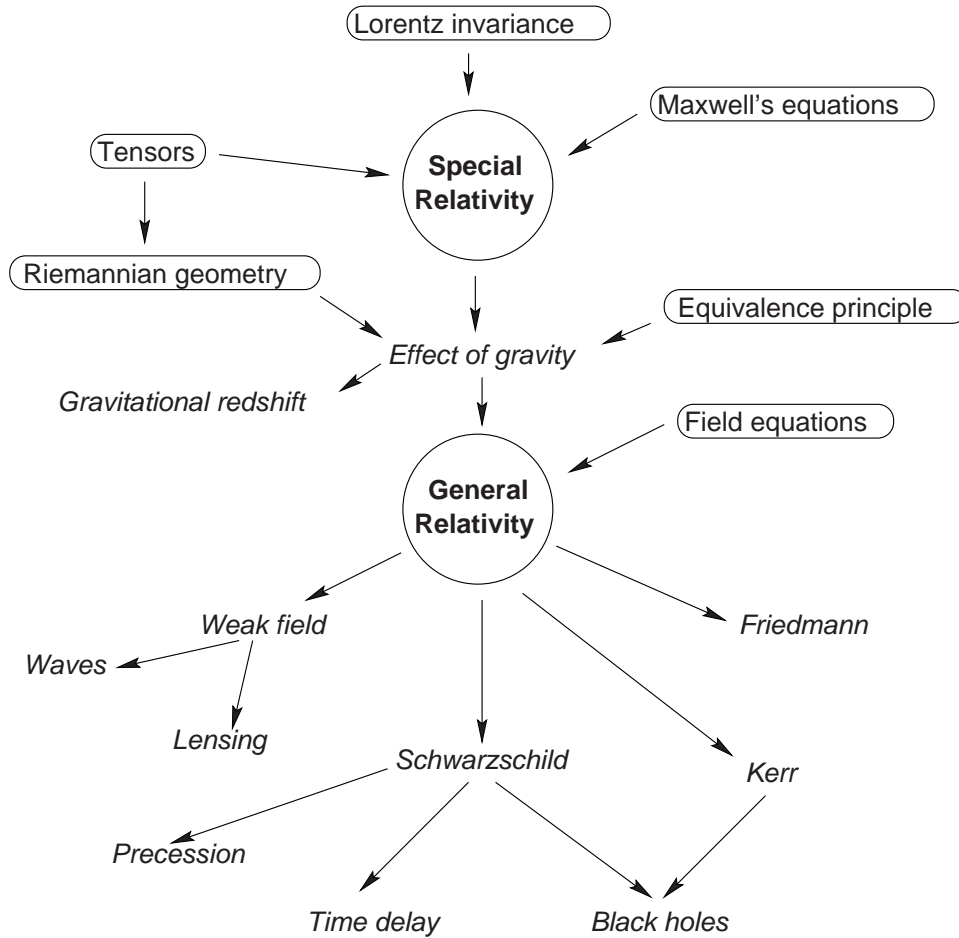 Lorentz invariance
Maxwell's equations
Tensors
Special
Relativity
Riemannian geometry
Equivalence principle
Effect of gravity
Gravitational redshift
Field equations
General
Relativity
Weak field
Friedmann
Waves
Lensing
Schwarzschild
Kerr
Precession
Time delay
Black holes